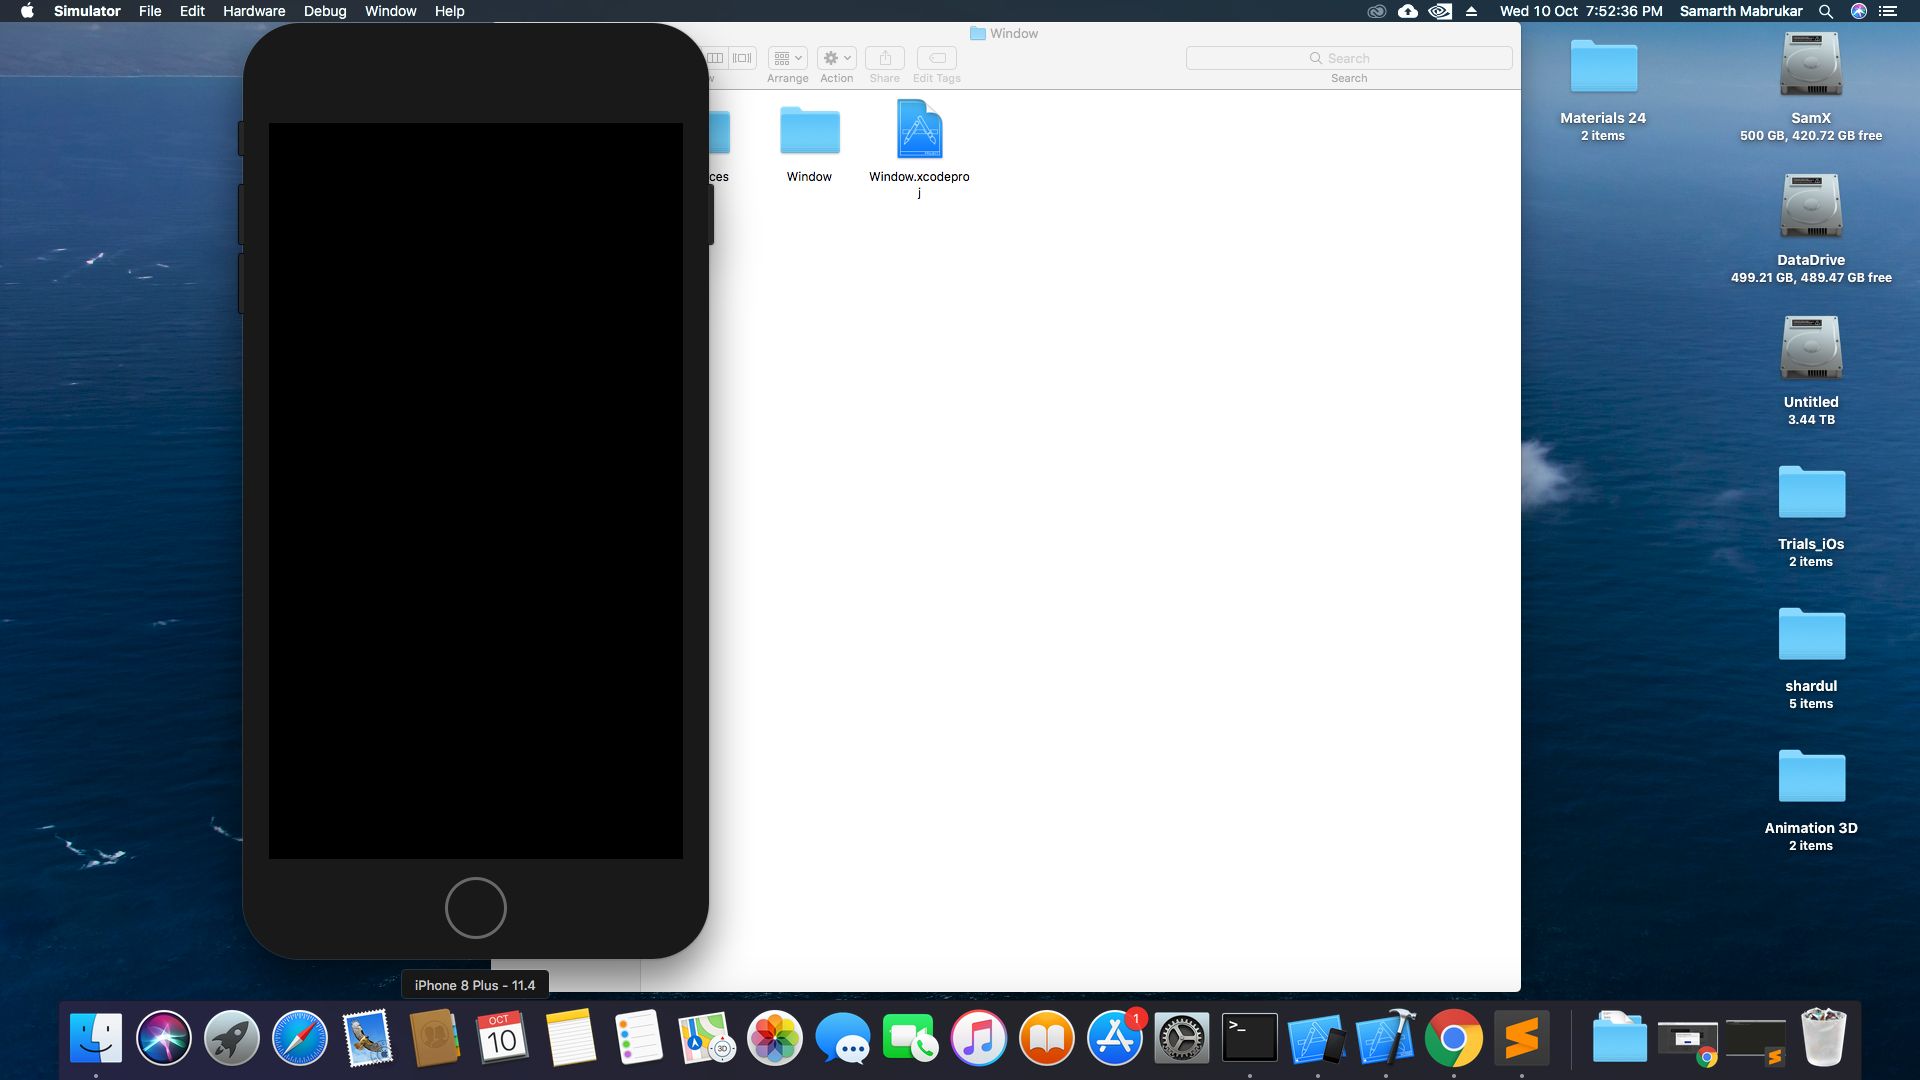 Simulator File Edit Hardware Debug Window Help
Wed 10 Oct 7:52:36 PM Samarth Mabrukar
Window
Search
w Arrange Action Share Edit Tags Search
ces
Window
Window.xcodepro
j
Materials 24
2 items
SamX
500 GB, 420.72 GB free
DataDrive
499.21 GB, 489.47 GB free
Untitled
3.44 TB
Trials_iOs
2 items
shardul
5 items
Animation 3D
2 items
iPhone 8 Plus - 11.4
OCT
10
3D
1
>_